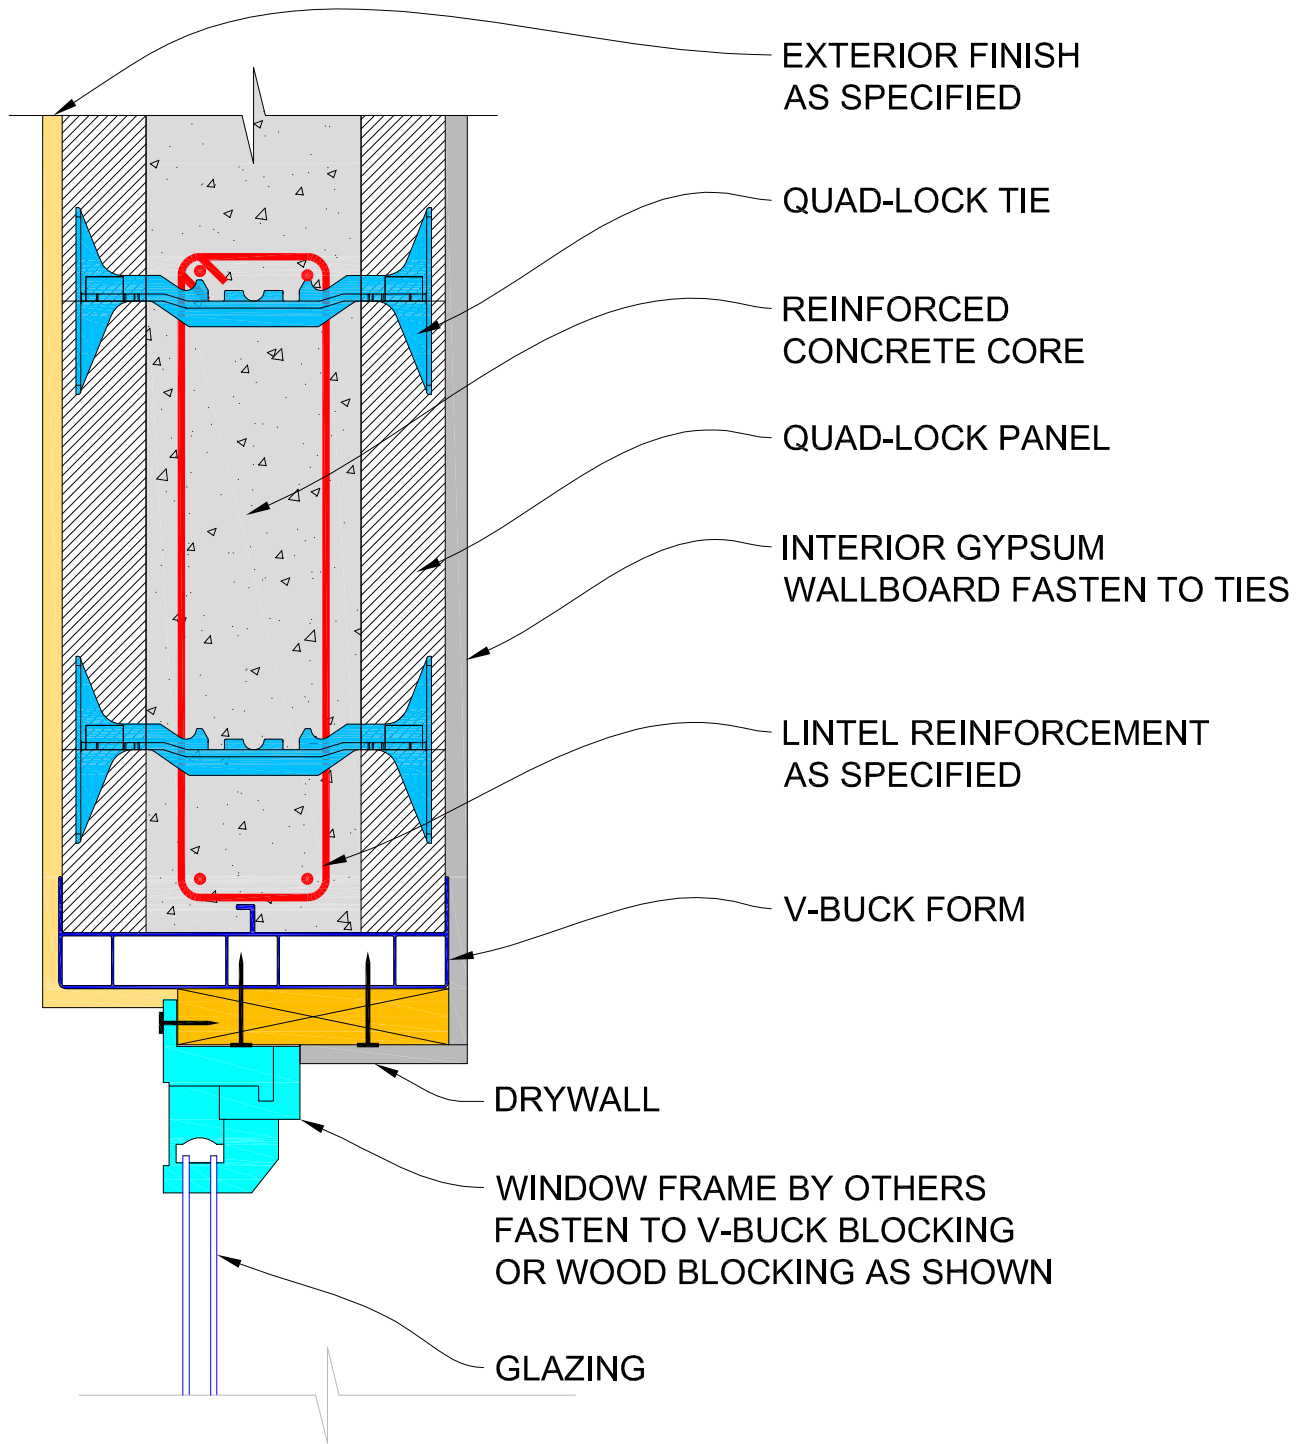 EXTERIOR FINISH
AS SPECIFIED
QUAD-LOCK TIE
REINFORCED
CONCRETE CORE
QUAD-LOCK PANEL
INTERIOR GYPSUM
WALLBOARD FASTEN TO TIES
LINTEL REINFORCEMENT
AS SPECIFIED
V-BUCK FORM
DRYWALL
WINDOW FRAME BY OTHERS
FASTEN TO V-BUCK BLOCKING
OR WOOD BLOCKING AS SHOWN
GLAZING